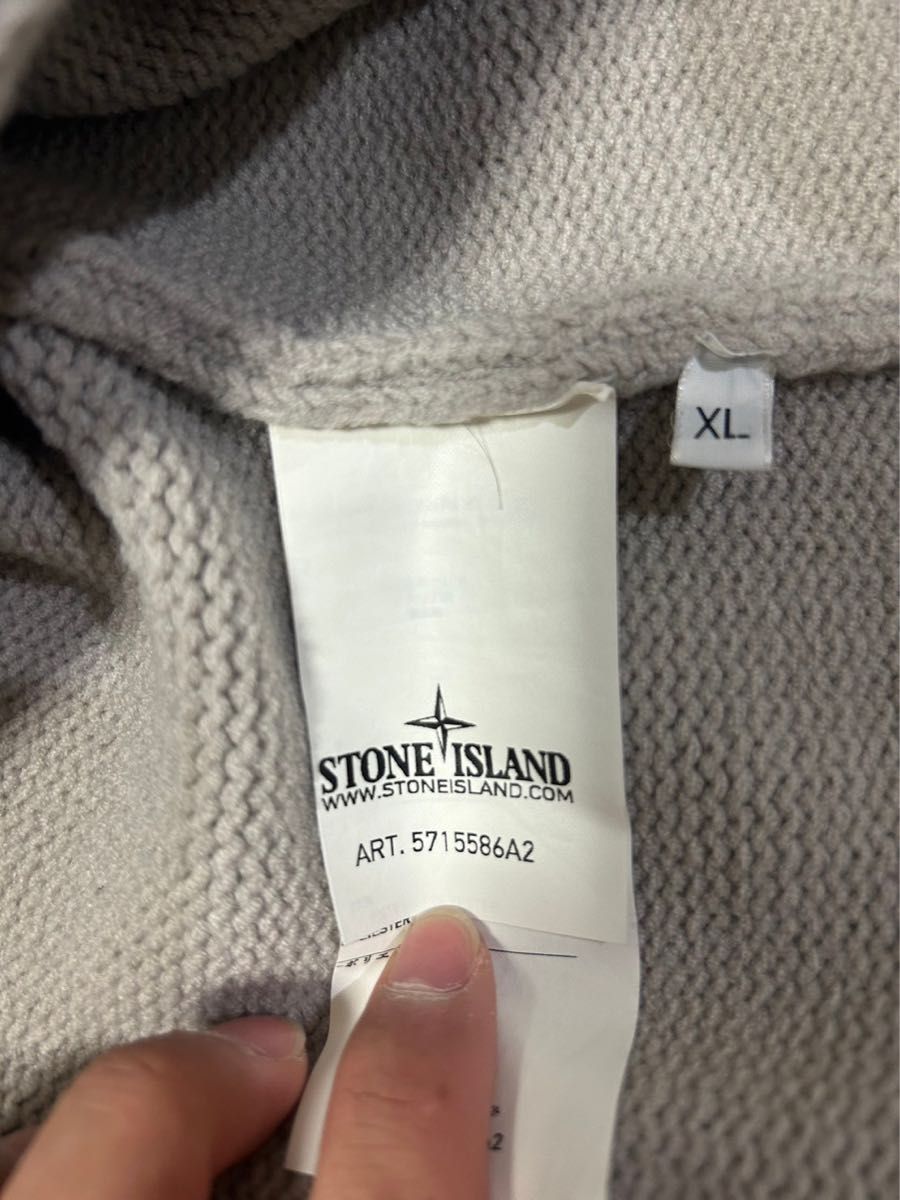 XL
STONE ISLAND
WWW.STONEISLAND.COM
ART. 5715586A2